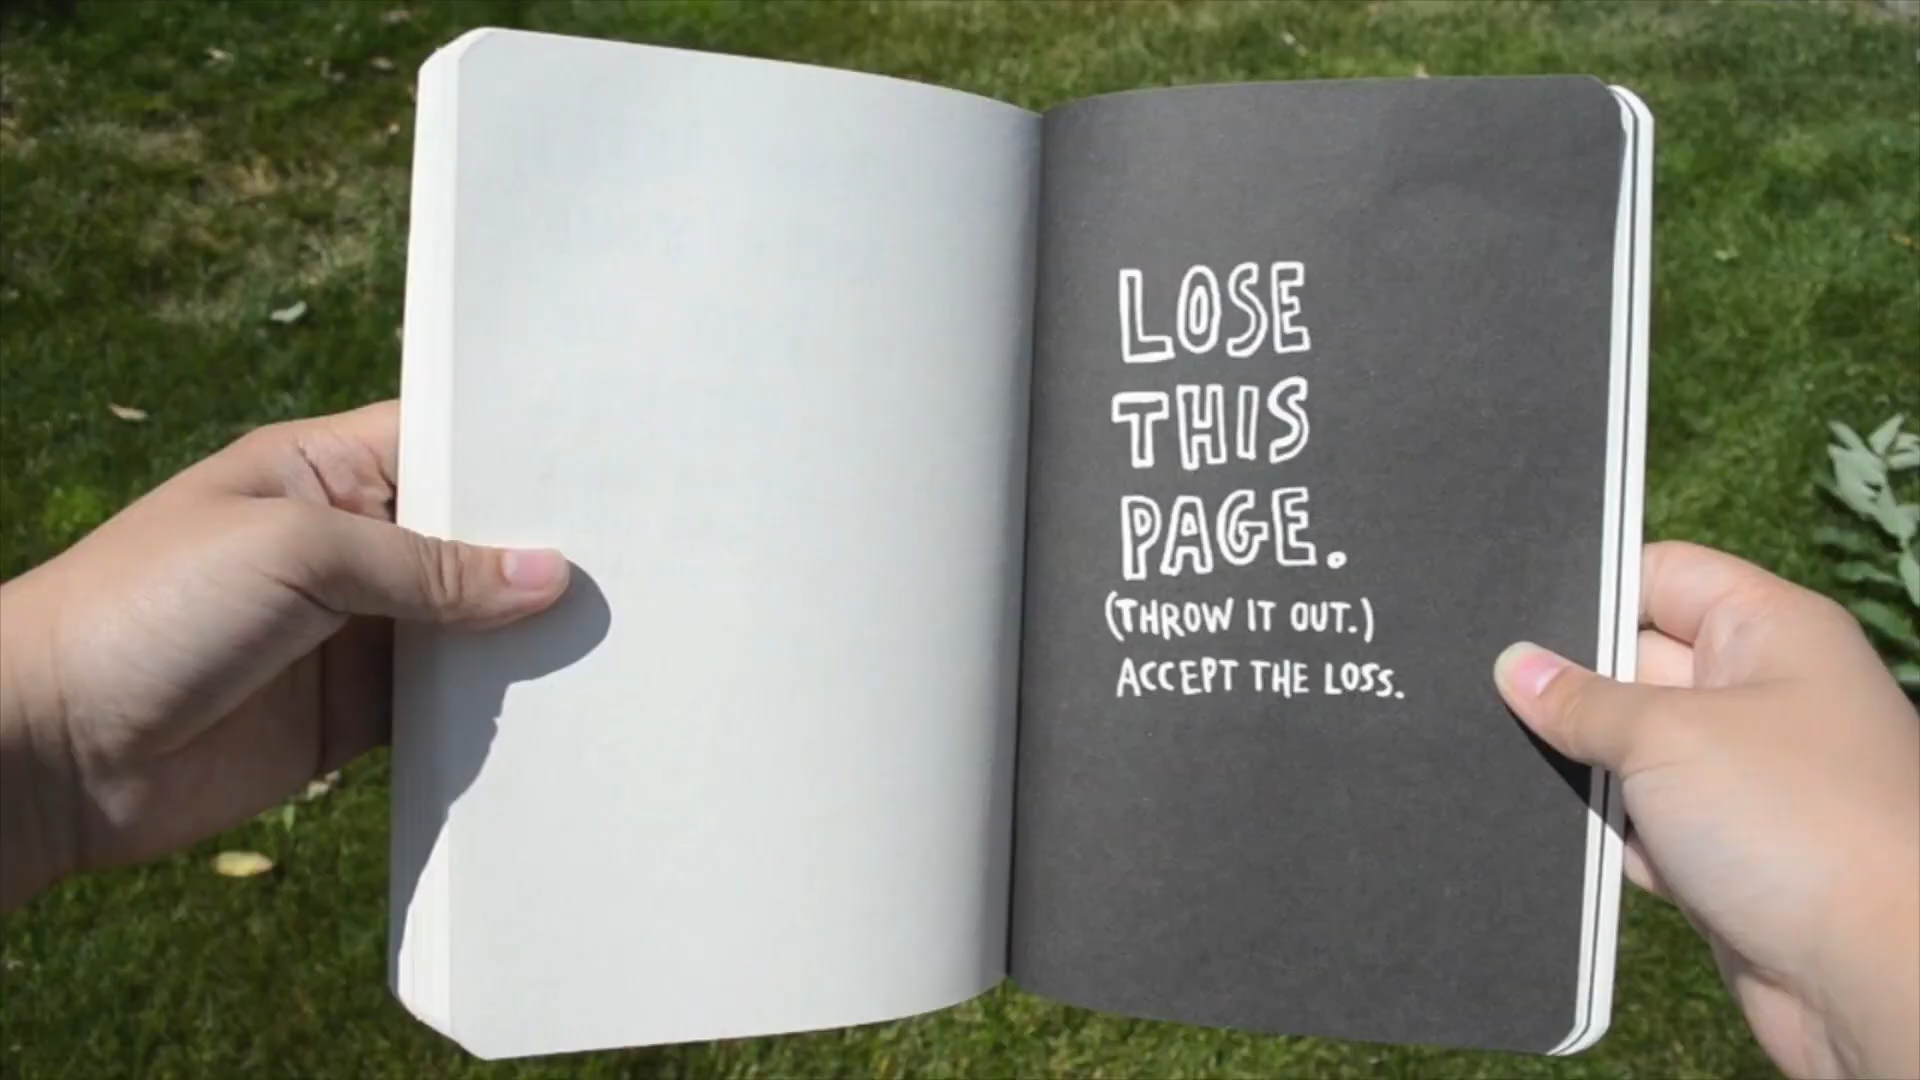 LOSE
THIS
PAGE.
(THROW IT OUT.)
ACCEPT THE LOSS.